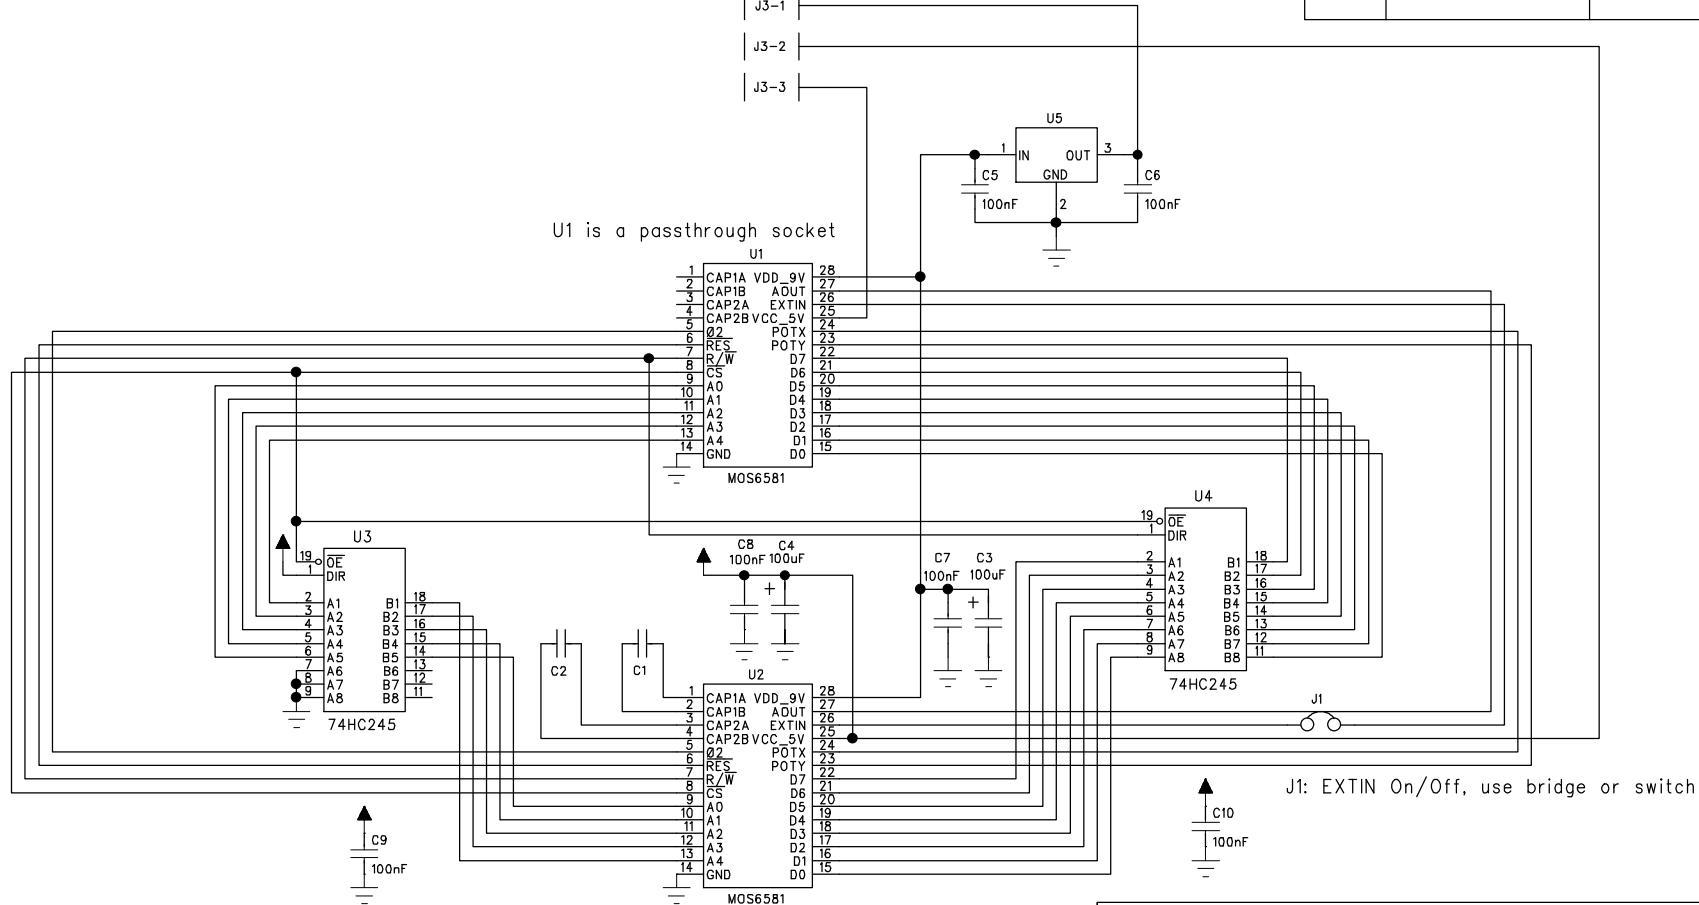 J3-1
J3-2
J3-3
U5
1 IN OUT 3
GND
2
C5
100nF
C6
100nF
U1 is a passthrough socket
U1
1 CAP1A VDD_9V 28
2 CAP1B AOUT 27
3 CAP2A EXTIN 26
4 CAP2B VCC_5V 25
5 Ø2 POTX 24
6 RES POTY 23
7 R/W D7 22
8 CS D6 21
9 A0 D5 20
10 A1 D4 19
11 A2 D3 18
12 A3 D2 17
13 A4 D1 16
14 GND D0 15
MOS6581
U3
19 OE
1 DIR
2 A1 B1 18
3 A2 B2 17
4 A3 B3 16
5 A4 B4 15
6 A5 B5 14
7 A6 B6 13
8 A7 B7 12
9 A8 B8 11
74HC245
U4
19 OE
1 DIR
2 A1 B1 18
3 A2 B2 17
4 A3 B3 16
5 A4 B4 15
6 A5 B5 14
7 A6 B6 13
8 A7 B7 12
9 A8 B8 11
74HC245
C8
100nF
C4
100uF
+
C7
100nF
C3
100uF
+
C2
C1
U2
1 CAP1A VDD_9V 28
2 CAP1B AOUT 27
3 CAP2A EXTIN 26
4 CAP2B VCC_5V 25
5 Ø2 POTX 24
6 RES POTY 23
7 R/W D7 22
8 CS D6 21
9 A0 D5 20
10 A1 D4 19
11 A2 D3 18
12 A3 D2 17
13 A4 D1 16
14 GND D0 15
MOS6581
J1
J1: EXTIN On/Off, use bridge or switch
C9
100nF
C10
100nF